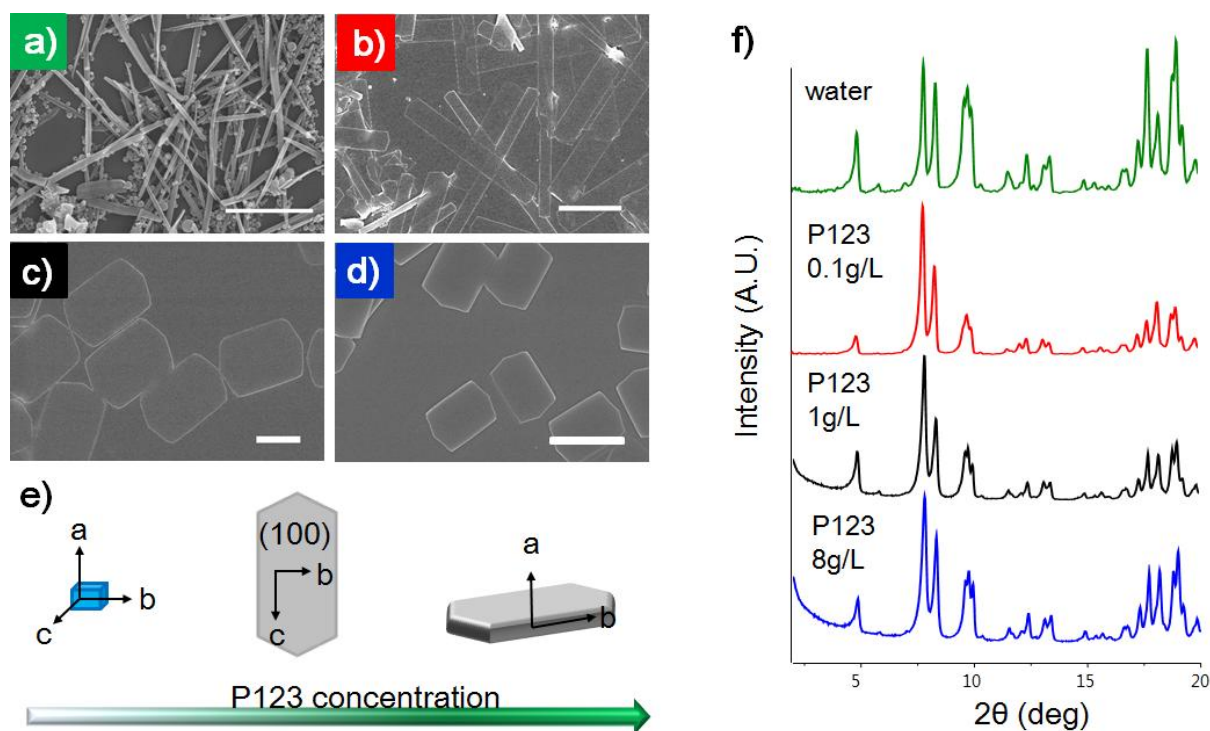 a)
b)
c)
d)
e)
a
b
c
(100)
b
c
a
b
P123 concentration
f)
water
P123
0.1g/L
P123
1g/L
P123
8g/L
Intensity (A.U.)
5
10
15
20
2θ (deg)